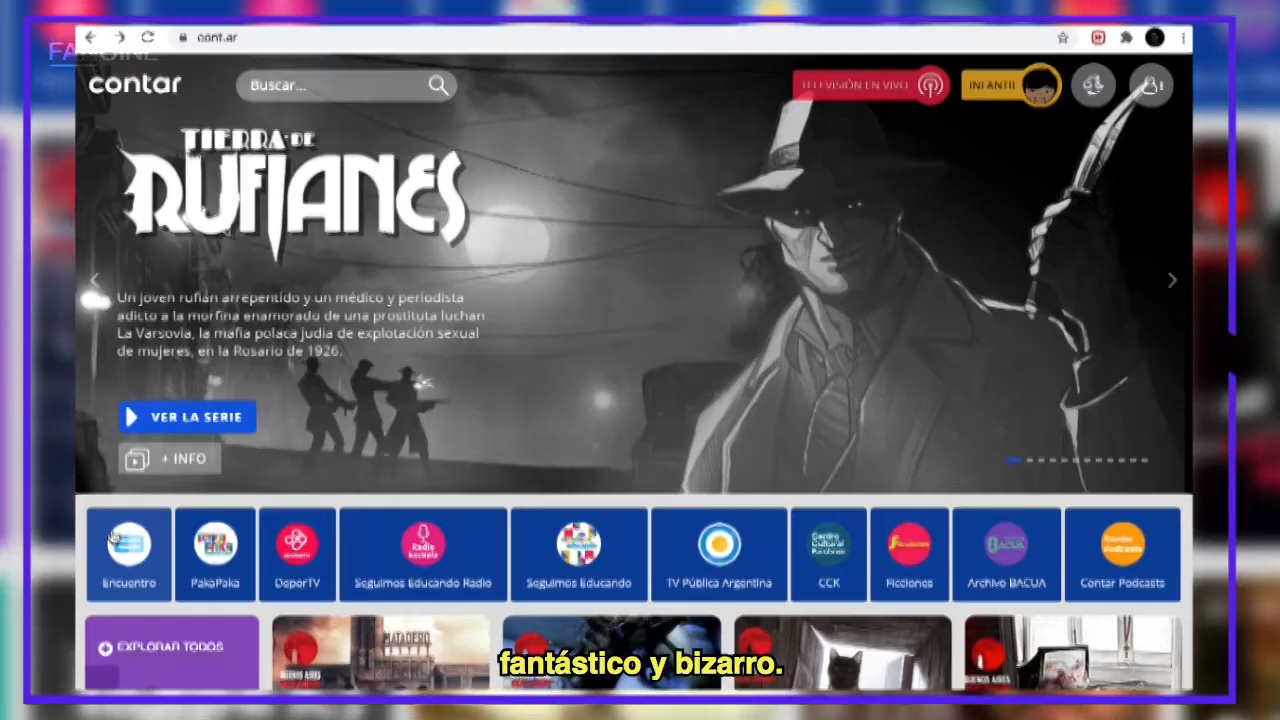 cont.ar
contar
Buscar...
TELEVISIÓN EN VIVO
INFANTIL
TIERRA DE
RUFIANES
Un joven rufián arrepentido y un médico y periodista
adicto a la morfina enamorado de una prostituta luchan
La Varsovia, la mafia polaca judía de explotación sexual
de mujeres, en la Rosario de 1926.
VER LA SERIE
+ INFO
Radio
Encuentro
PakaPaka
DeporTV
Seguimos Educando Radio
Seguimos Educando
TV Pública Argentina
CCK
Ficciones
Archivo BACUA
Contar Podcasts
EXPLORAR TODOS
MATADERO
fantástico y bizarro.